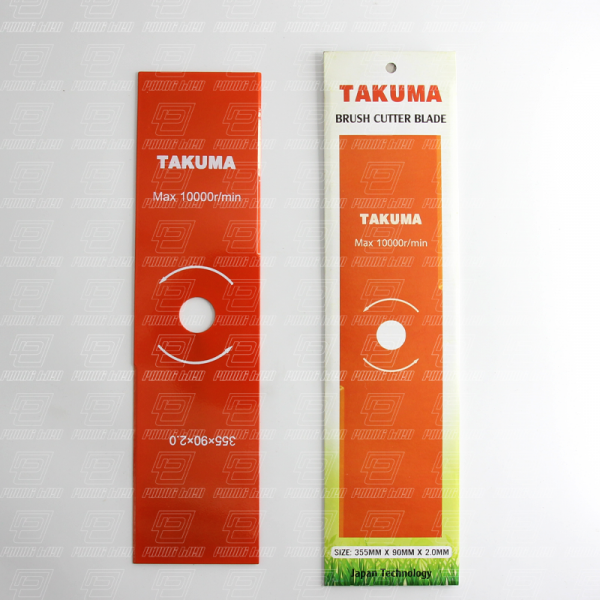 TAKUMA
Max 10000r/min
355×90×2.0
TAKUMA
BRUSH CUTTER BLADE
TAKUMA
Max 10000r/min
SIZE: 355MM X 90MM X 2.0MM
Japan Technology